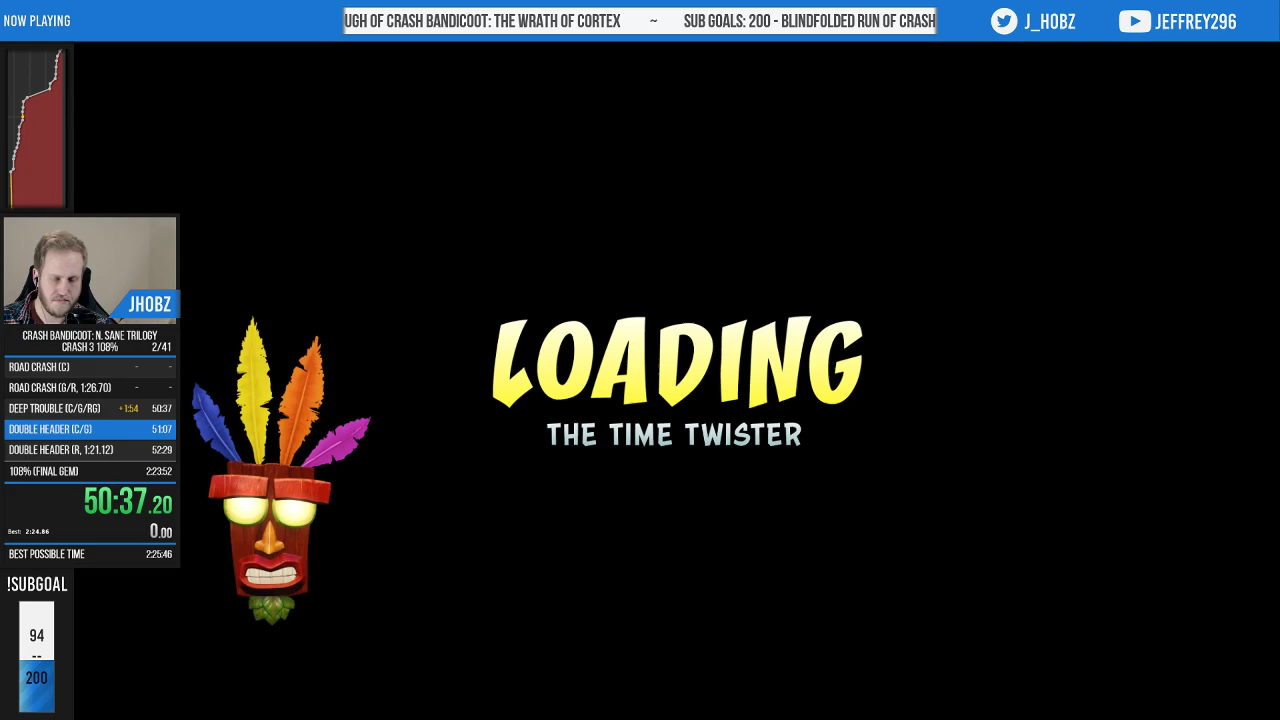 NOW PLAYING
UGH OF CRASH BANDICOOT: THE WRATH OF CORTEX ~ SUB GOALS: 200 - BLINDFOLDED RUN OF CRASH
J_HOBZ
JEFFREY296
JHOBZ
CRASH BANDICOOT: N. SANE TRILOGY
CRASH 3 108% 2/41
ROAD CRASH (C) - -
ROAD CRASH (G/R, 1:26.70) - -
DEEP TROUBLE (C/G/RG) +1:54 50:37
DOUBLE HEADER (C/G) 51:07
DOUBLE HEADER (R, 1:21.12) 52:29
108% (FINAL GEM) 2:23:52
50:37.20
Best: 2:24.86 0.00
BEST POSSIBLE TIME 2:25:46
!SUBGOAL
94
--
200
LOADING
THE TIME TWISTER